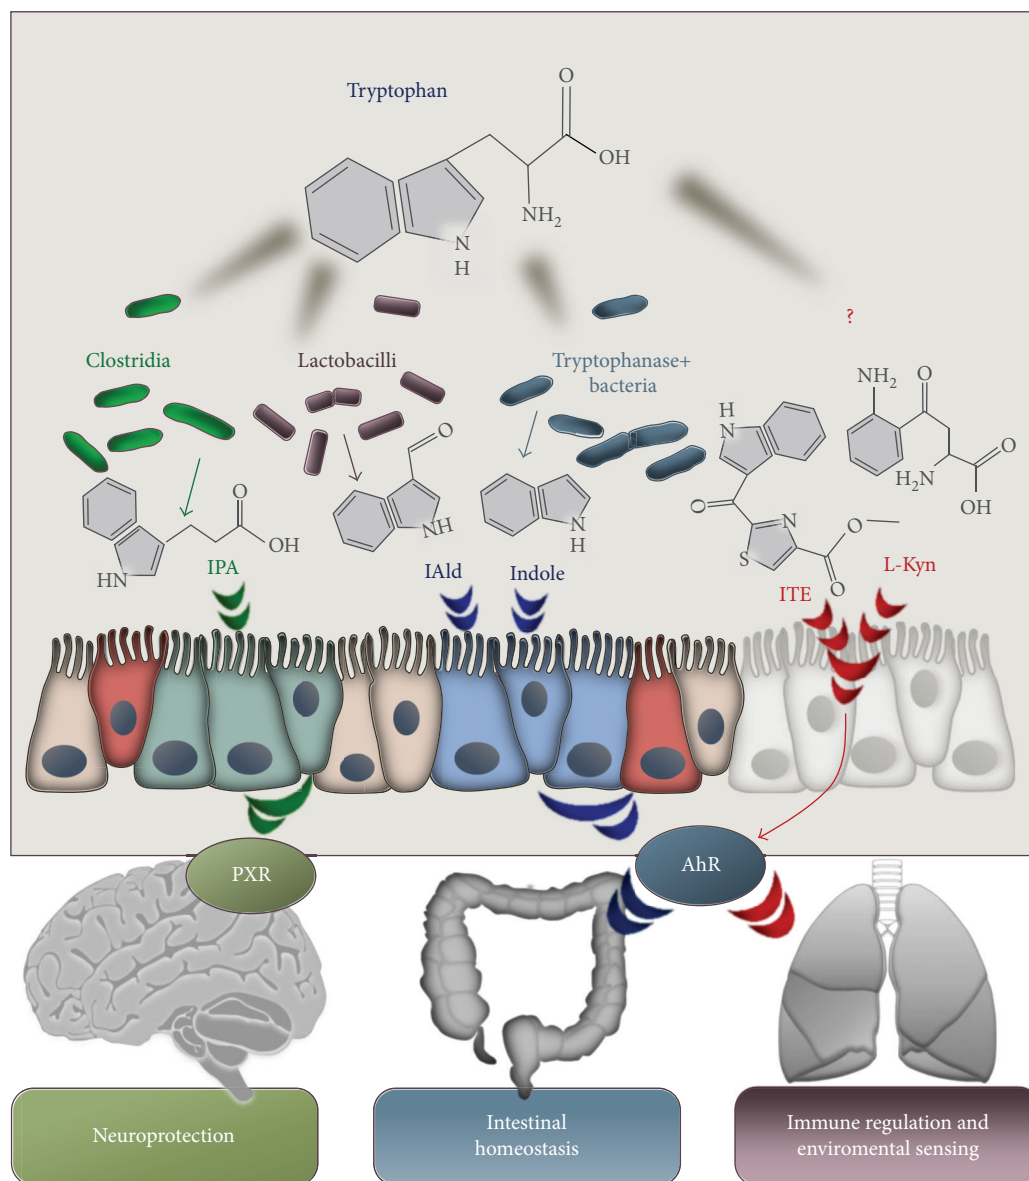 Tryptophan
O
OH
NH2
N
H
?
Clostridia
Lactobacilli
Tryptophanase+
bacteria
NH2
O
H
N
O
H2N
O
OH
O
N
O
S
O
O
OH
HN
NH
N
H
IPA
IAld
Indole
ITE
L-Kyn
PXR
AhR
Neuroprotection
Intestinal
homeostasis
Immune regulation and
enviromental sensing